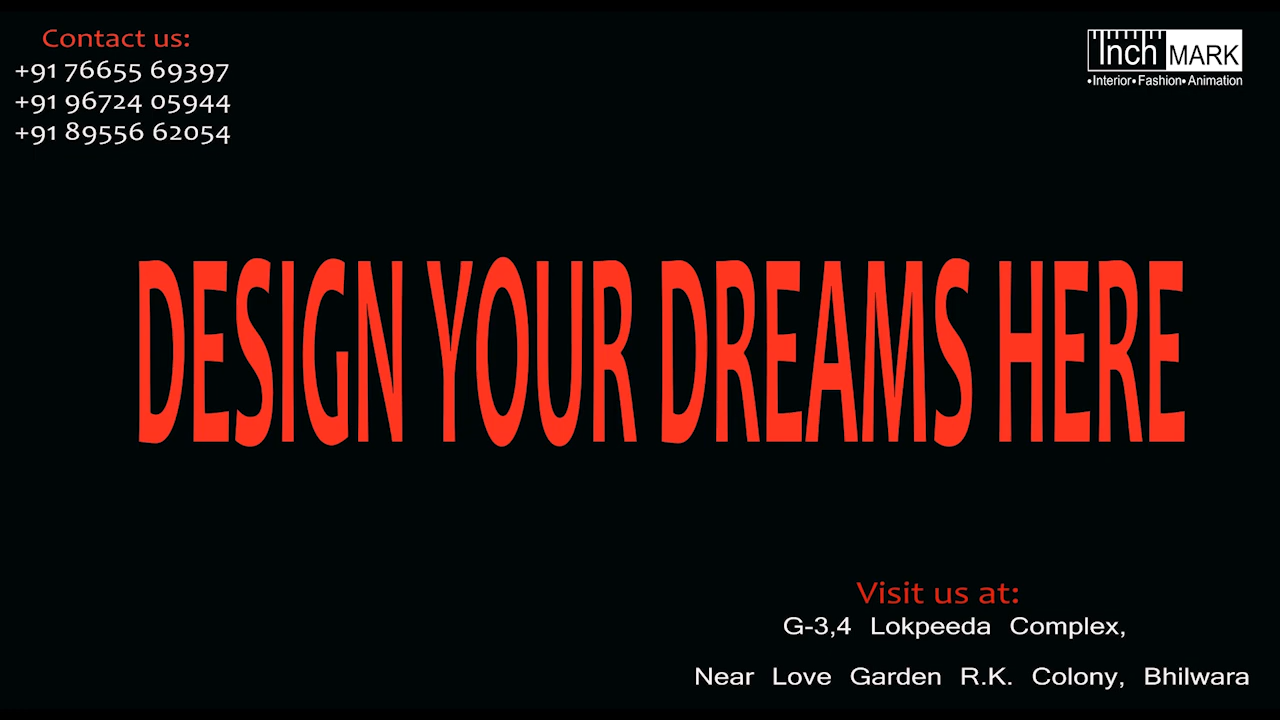 Contact us:
+91 76655 69397
+91 96724 05944
+91 89556 62054
Inch MARK
•Interior•Fashion•Animation
DESIGN YOUR DREAMS HERE
Visit us at:
G-3,4 Lokpeeda Complex,
Near Love Garden R.K. Colony, Bhilwara